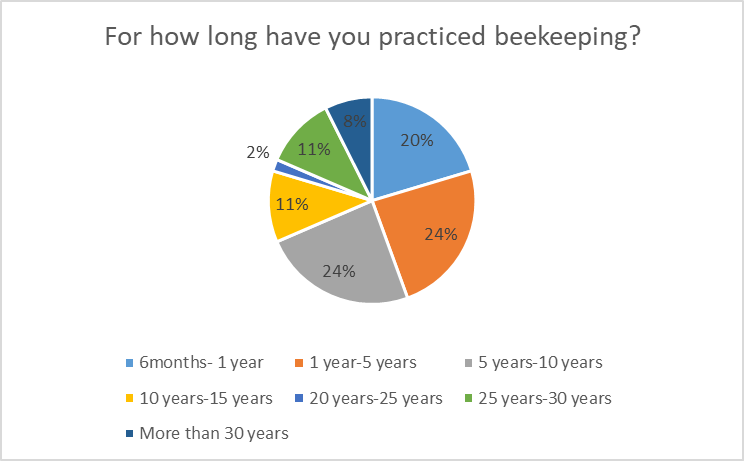 For how long have you practiced beekeeping?
8%
20%
2%
11%
11%
24%
24%
6months- 1 year
1 year-5 years
5 years-10 years
10 years-15 years
20 years-25 years
25 years-30 years
More than 30 years